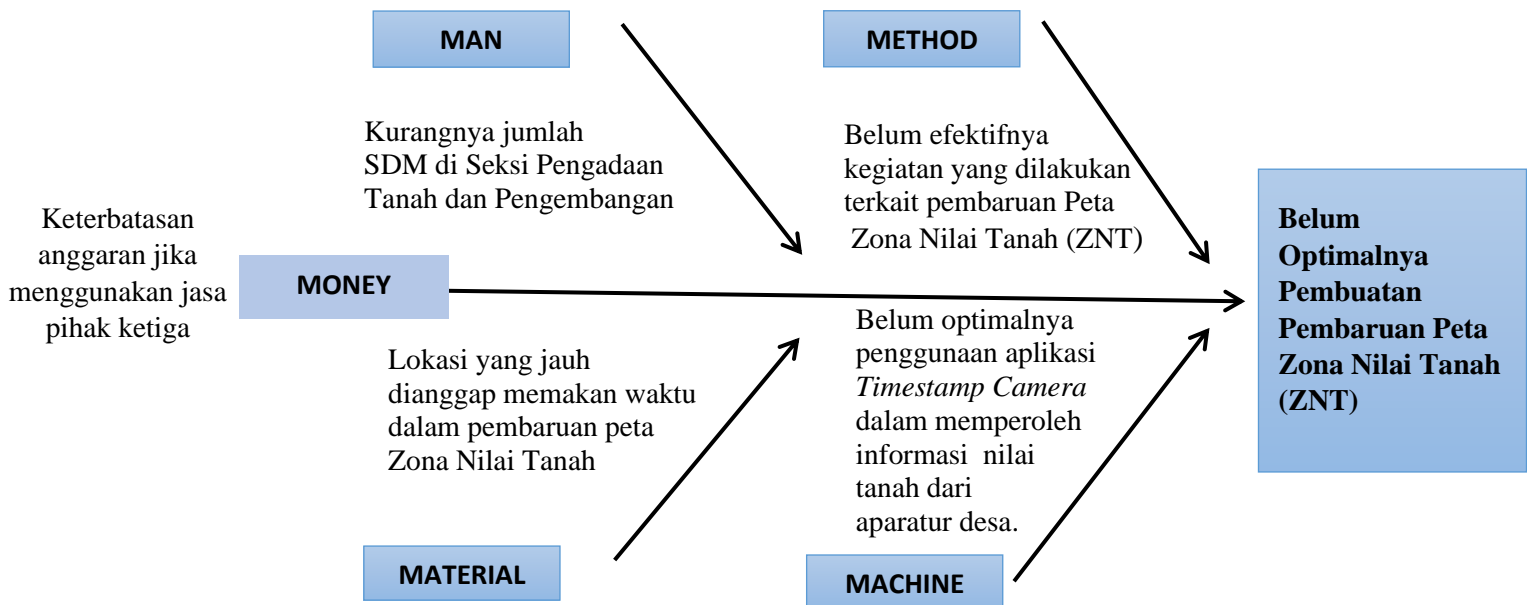 MAN
METHOD
Kurangnya jumlah
SDM di Seksi Pengadaan
Tanah dan Pengembangan
Belum efektifnya
kegiatan yang dilakukan
terkait pembaruan Peta
Zona Nilai Tanah (ZNT)
Keterbatasan
anggaran jika
menggunakan jasa
pihak ketiga
MONEY
Belum
Optimalnya
Pembuatan
Pembaruan Peta
Zona Nilai Tanah
(ZNT)
Lokasi yang jauh
dianggap memakan waktu
dalam pembaruan peta
Zona Nilai Tanah
Belum optimalnya
penggunaan aplikasi
Timestamp Camera
dalam memperoleh
informasi nilai
tanah dari
aparatur desa.
MATERIAL
MACHINE